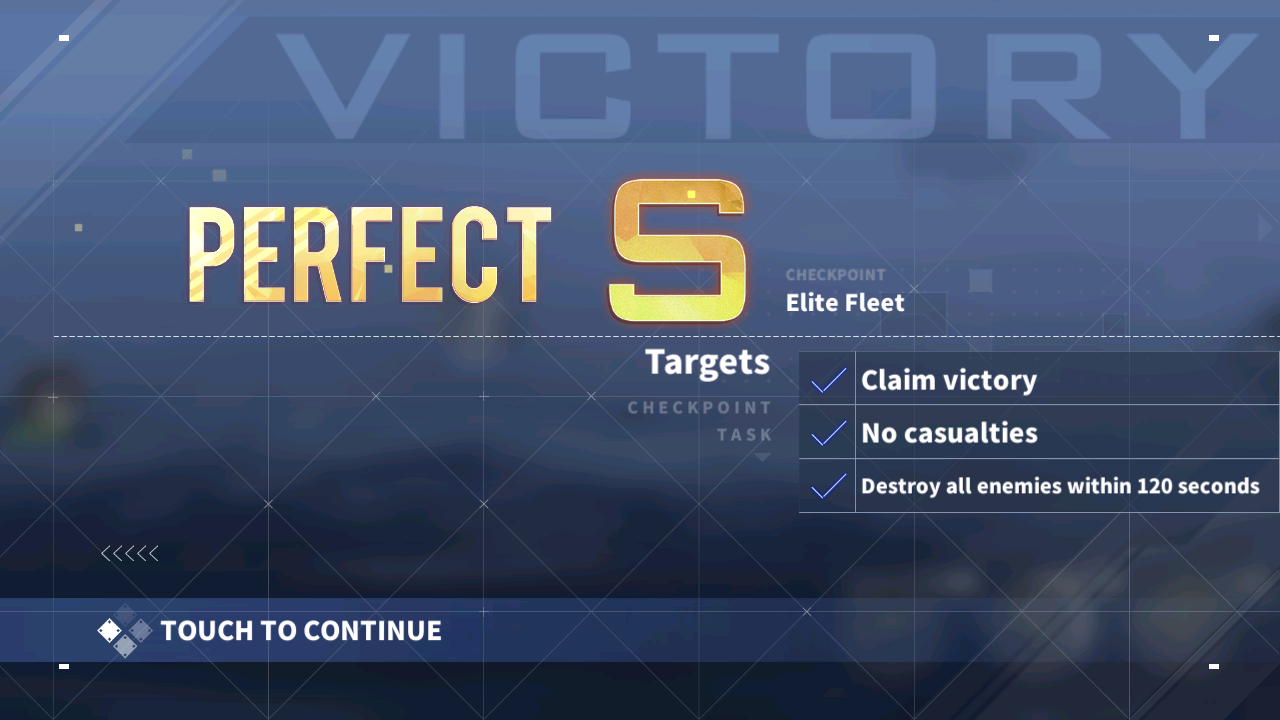 VICTORY
PERFECT S
CHECKPOINT
Elite Fleet
Targets
CHECKPOINT
TASK
Claim victory
No casualties
Destroy all enemies within 120 seconds
TOUCH TO CONTINUE